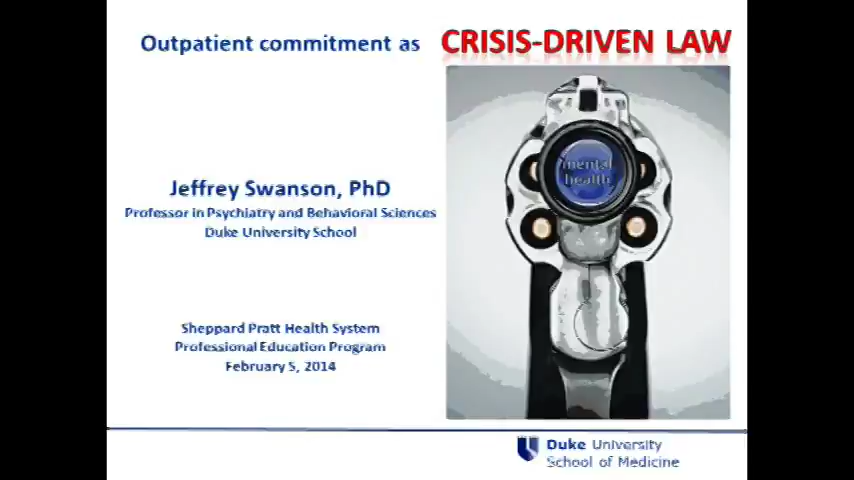 Outpatient commitment as CRISIS-DRIVEN LAW
mental
health
Jeffrey Swanson, PhD
Professor in Psychiatry and Behavioral Sciences
Duke University School
Sheppard Pratt Health System
Professional Education Program
February 5, 2014
Duke University
School of Medicine